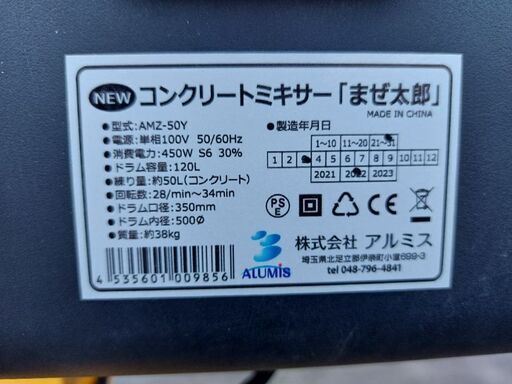 NEW コンクリートミキサー「まぜ太郎」
MADE IN CHINA
●型式:AMZ-50Y
●電源:単相100V 50/60Hz
●消費電力:450W S6 30%
●ドラム容量:120L
●練り量:約50L(コンクリート)
●回転数:28/min〜34min
●ドラム口径:350mm
●ドラム内径:500Ø
●質量:約38kg
●製造年月日
1〜10 11〜20 21〜31
1 2 4 5 6 7 8 9 10 11 12
2021 2022 2023
PSE CE
4 535601 009856
ALUMIS
株式会社 アルミス
埼玉県北足立郡伊奈町小室699-3
tel 048-796-4841